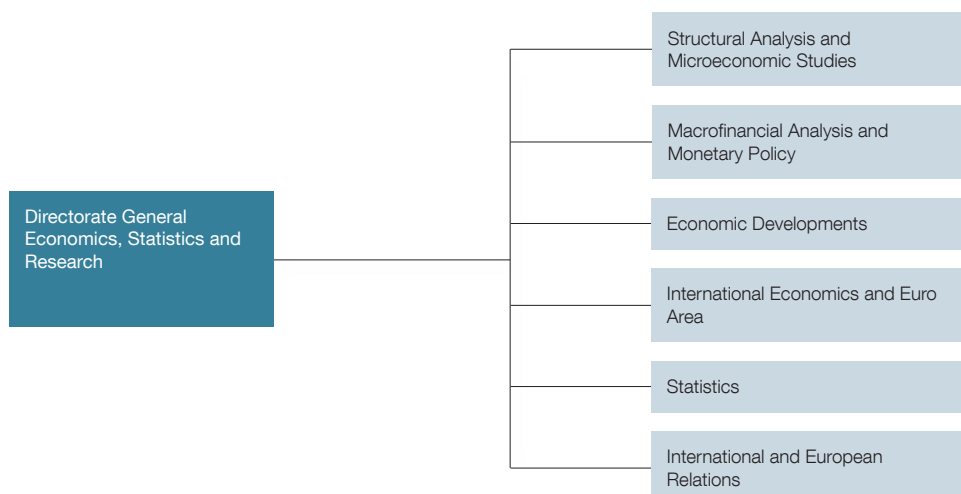 Structural Analysis and
Microeconomic Studies
Macrofinancial Analysis and
Monetary Policy
Directorate General
Economics, Statistics and
Research
Economic Developments
International Economics and Euro
Area
Statistics
International and European
Relations